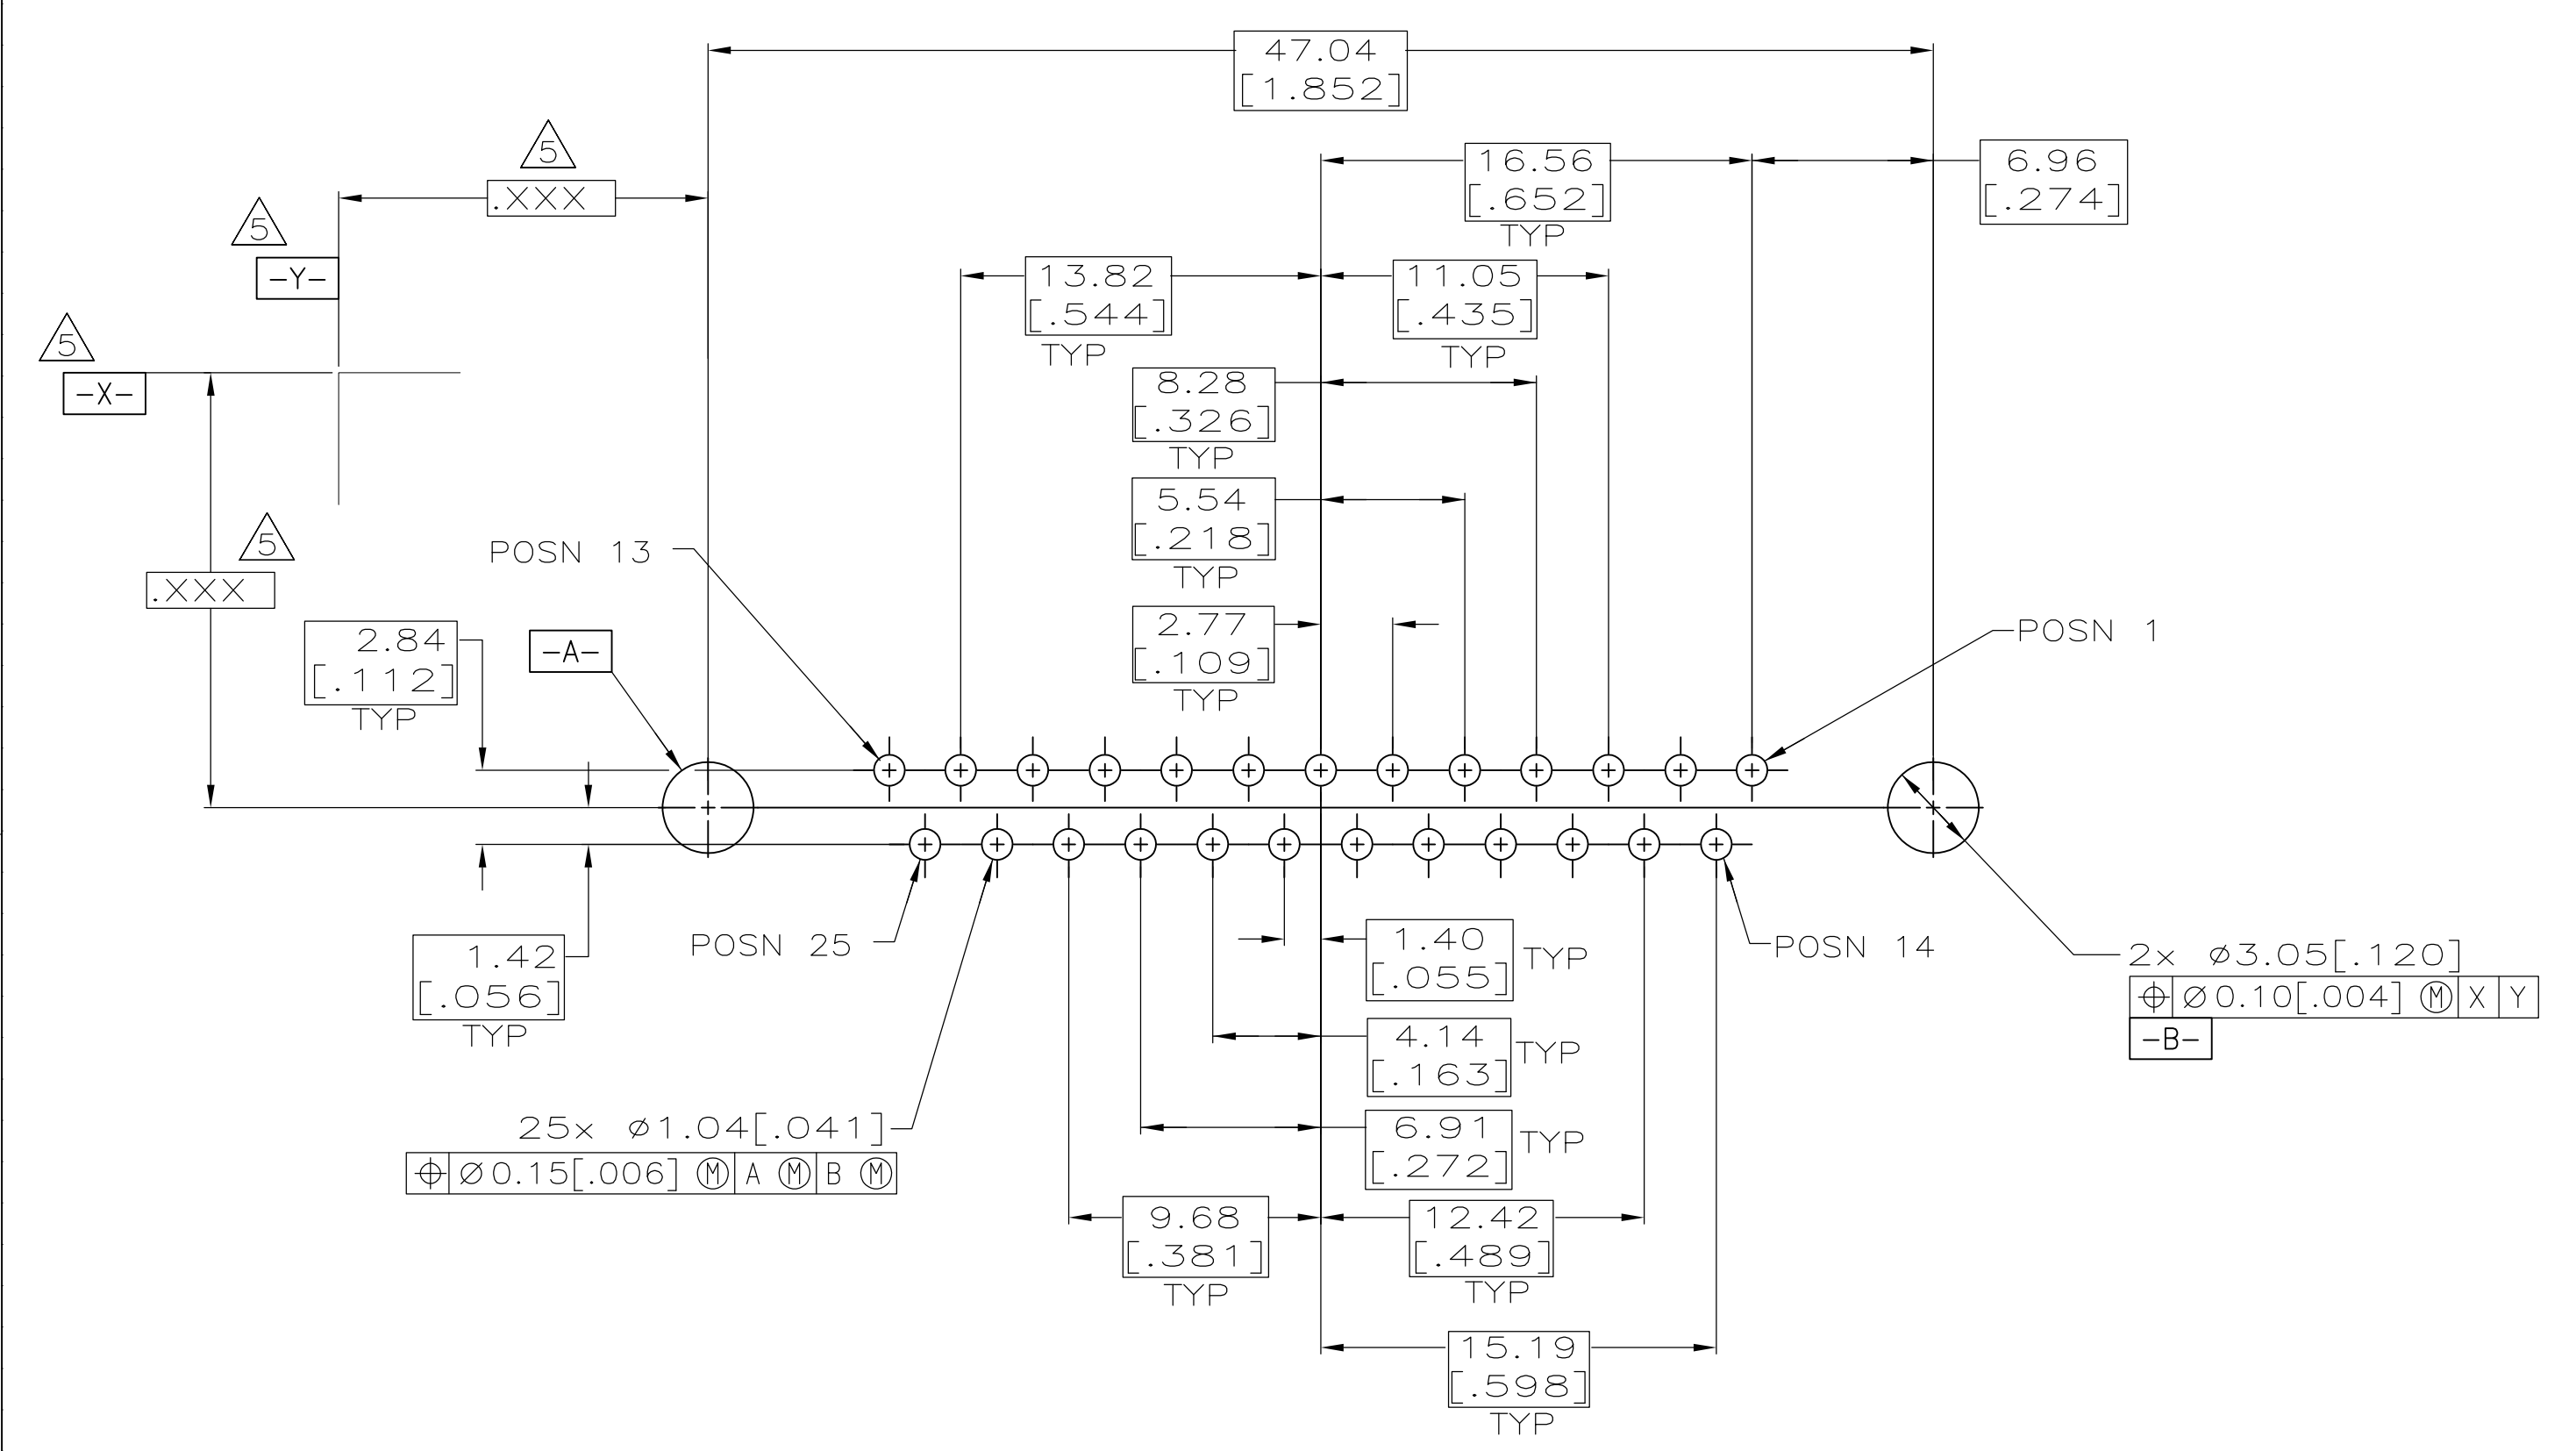 47.04
[1.852]
5
.XXX
16.56
[.652]
TYP
6.96
[.274]
5
-Y-
13.82
[.544]
TYP
11.05
[.435]
TYP
5
-X-
8.28
[.326]
TYP
5.54
[.218]
TYP
5
.XXX
POSN 13
2.77
[.109]
TYP
POSN 1
2.84
[.112]
TYP
-A-
POSN 25
1.40
[.055]
TYP
POSN 14
1.42
[.056]
TYP
2x ⌀3.05[.120]
⌖ ⌀0.10[.004] Ⓜ X Y
-B-
4.14
[.163]
TYP
25x ⌀1.04[.041]
⌖ ⌀0.15[.006] Ⓜ A Ⓜ B Ⓜ
6.91
[.272]
TYP
9.68
[.381]
TYP
12.42
[.489]
TYP
15.19
[.598]
TYP